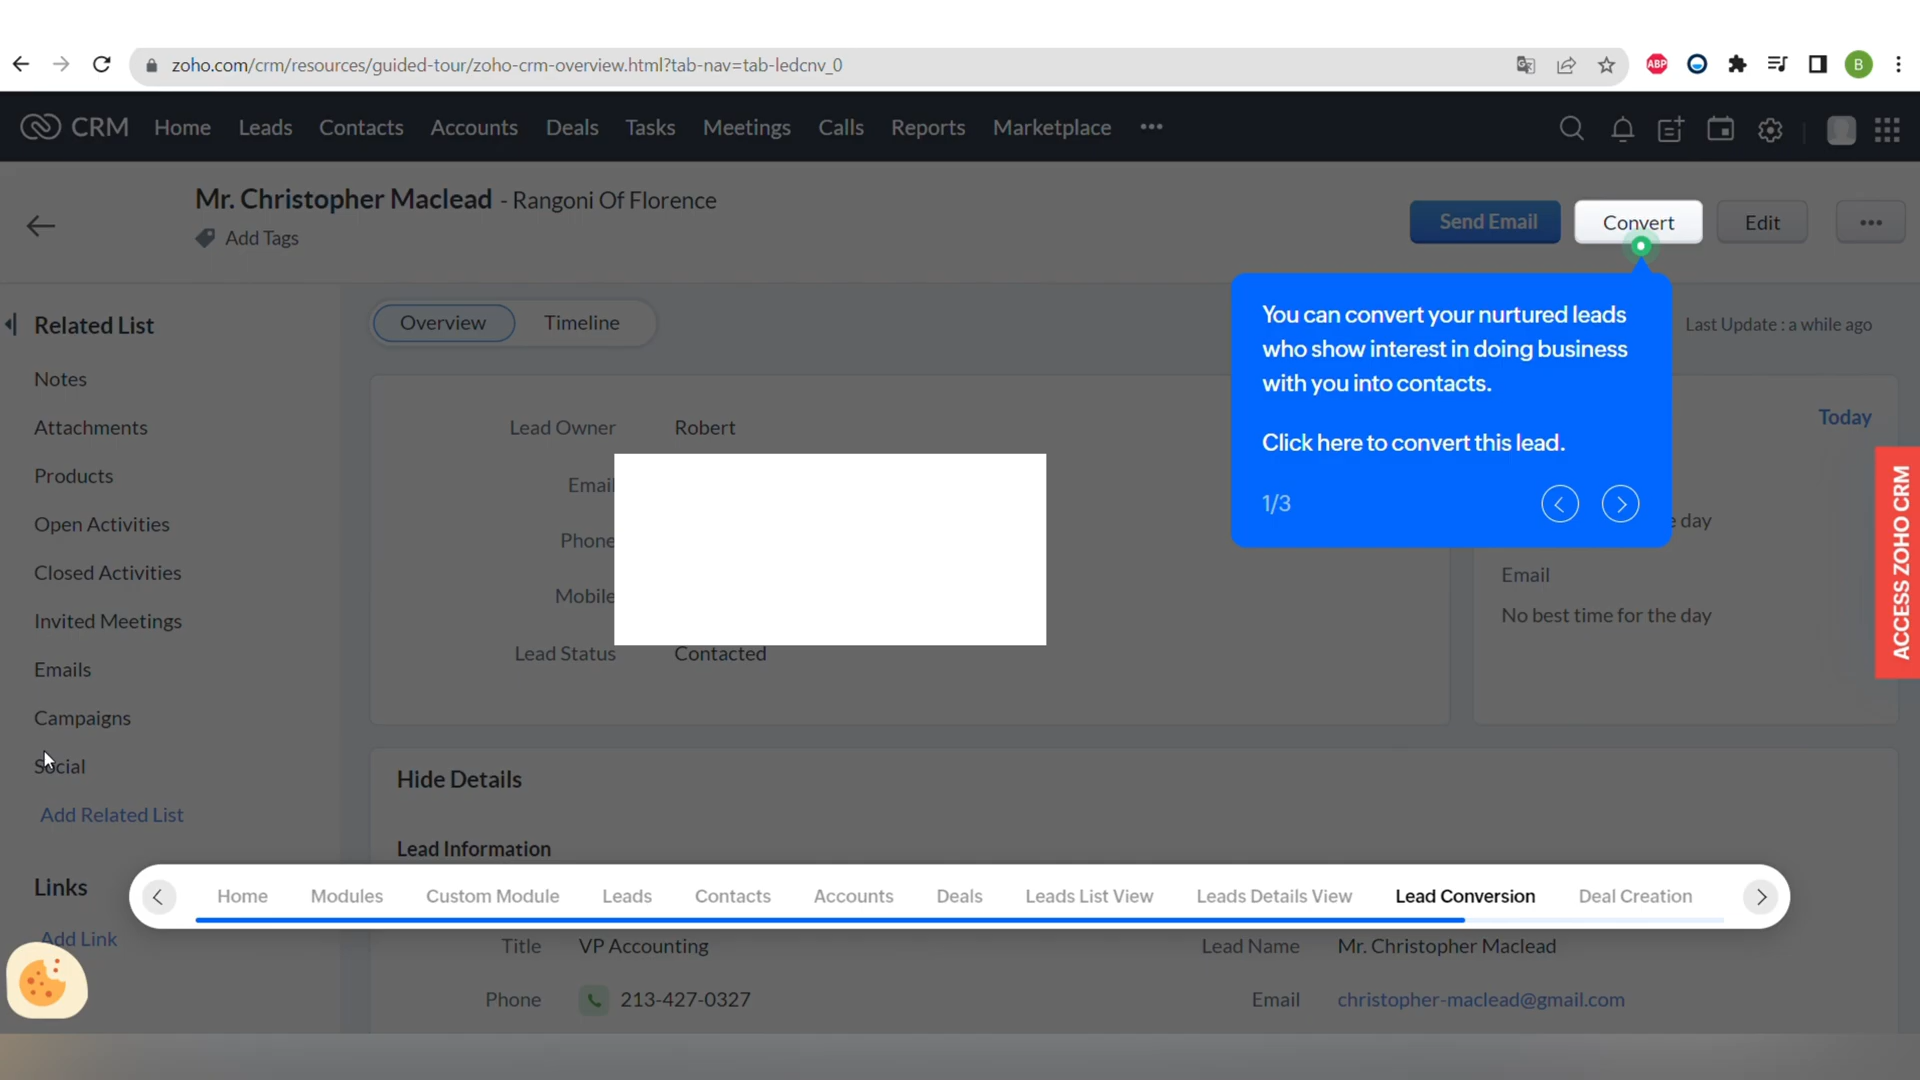 zoho.com/crm/resources/guided-tour/zoho-crm-overview.html?tab-nav=tab-ledcnv_0
ABP
B
CRM Home Leads Contacts Accounts Deals Tasks Meetings Calls Reports Marketplace •••
Mr. Christopher Maclead - Rangoni Of Florence
Add Tags
Send Email
Convert
Edit
•••
You can convert your nurtured leads
who show interest in doing business
with you into contacts.
Click here to convert this lead.
1/3
Related List
Notes
Attachments
Products
Open Activities
Closed Activities
Invited Meetings
Emails
Campaigns
Social
Add Related List
Links
Add Link
Overview Timeline
Last Update : a while ago
Lead Owner Robert
Email
Phone
Mobile
Lead Status Contacted
Today
e day
Email
No best time for the day
ACCESS ZOHO CRM
Hide Details
Lead Information
Home Modules Custom Module Leads Contacts Accounts Deals Leads List View Leads Details View Lead Conversion Deal Creation
Title VP Accounting Lead Name Mr. Christopher Maclead
Phone 213-427-0327 Email christopher-maclead@gmail.com